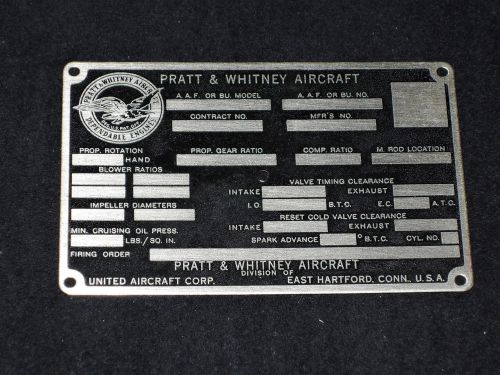 PRATT & WHITNEY AIRCRAFT
PRATT & WHITNEY AIRCRAFT
DEPENDABLE ENGINES
A.A.F. OR BU. MODEL A.A.F. OR BU. NO.
CONTRACT NO. MFR'S NO.
PROP. ROTATION PROP. GEAR RATIO COMP. RATIO M. ROD LOCATION
HAND
BLOWER RATIOS
VALVE TIMING CLEARANCE
INTAKE EXHAUST
IMPELLER DIAMETERS I.O. B.T.C. E.C. A.T.C.
RESET COLD VALVE CLEARANCE
MIN. CRUISING OIL PRESS. INTAKE EXHAUST
LBS./SQ. IN. SPARK ADVANCE ° B.T.C. CYL. NO.
FIRING ORDER
PRATT & WHITNEY AIRCRAFT
DIVISION OF
UNITED AIRCRAFT CORP. EAST HARTFORD, CONN., U.S.A.